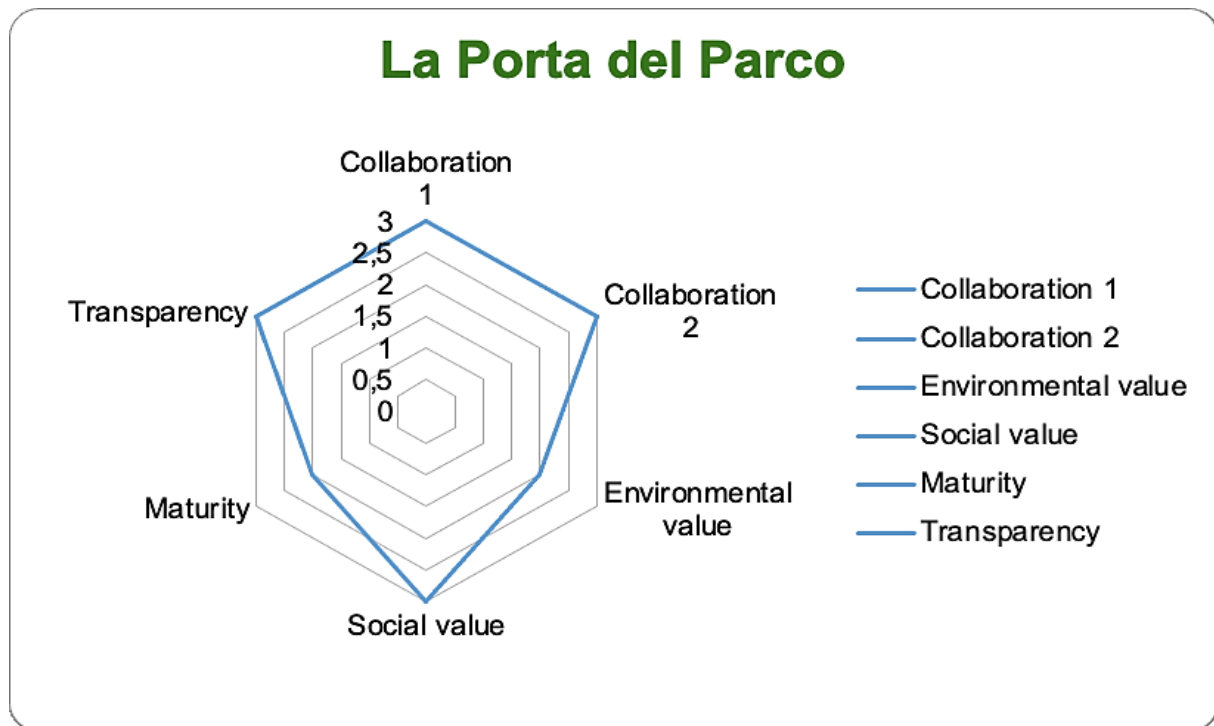 La Porta del Parco
Collaboration
1
3
2,5
2
1,5
1
0,5
0
Collaboration
2
Environmental
value
Social value
Maturity
Transparency
Collaboration 1
Collaboration 2
Environmental value
Social value
Maturity
Transparency